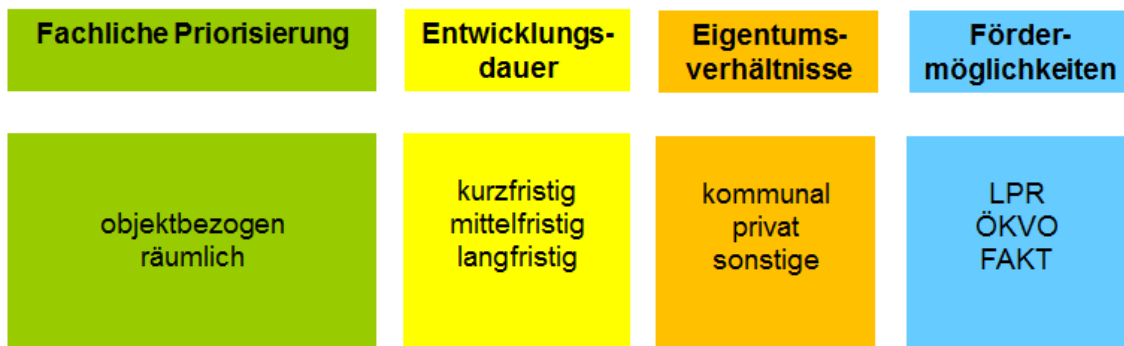 Fachliche Priorisierung
Entwicklungs-
dauer
Eigentums-
verhältnisse
Förder-
möglichkeiten
objektbezogen
räumlich
kurzfristig
mittelfristig
langfristig
kommunal
privat
sonstige
LPR
ÖKVO
FAKT